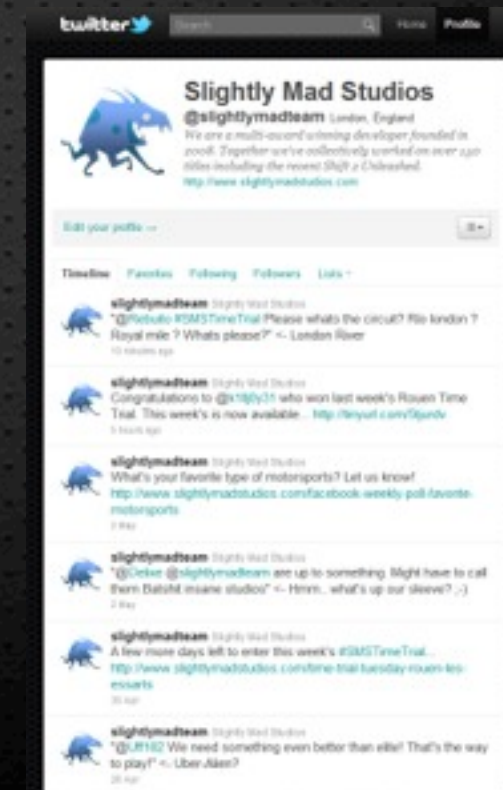 twitter
Search
Home Profile
Slightly Mad Studios
@slightlymadteam London, England
We are a multi-award winning developer founded in
2008. Together we've collectively worked on over
titles including the recent Shift 2 Unleashed.
http://www.slightlymadstudios.com
Edit your profile →
Timeline Favorites Following Followers Lists
slightlymadteam Slightly Mad Studios
#SMSTimeTrial Please whats the circuit? Rio london ?
Royal mile ? Whats please?" <- London River
10 minutes ago
slightlymadteam Slightly Mad Studios
Congratulations to who won last week's Rouen Time
Trial. This week's is now available...
5 hours ago
slightlymadteam Slightly Mad Studios
What's your favorite type of motorsports? Let us know!
http://www.slightlymadstudios.com/facebook-weekly-poll-favorite-
motorsports
2 May
slightlymadteam Slightly Mad Studios
@slightlymadteam are up to something. Might have to call
them Batshit insane studios" <- Hmm.. what's up our sleeve? ;-)
2 May
slightlymadteam Slightly Mad Studios
A few more days left to enter this week's #SMSTimeTrial...
http://www.slightlymadstudios.com/time-trial-tuesday-rouen-les-
essarts
slightlymadteam Slightly Mad Studios
We need something even better than elite! That's the way
to play!" <- Uber-Alien?